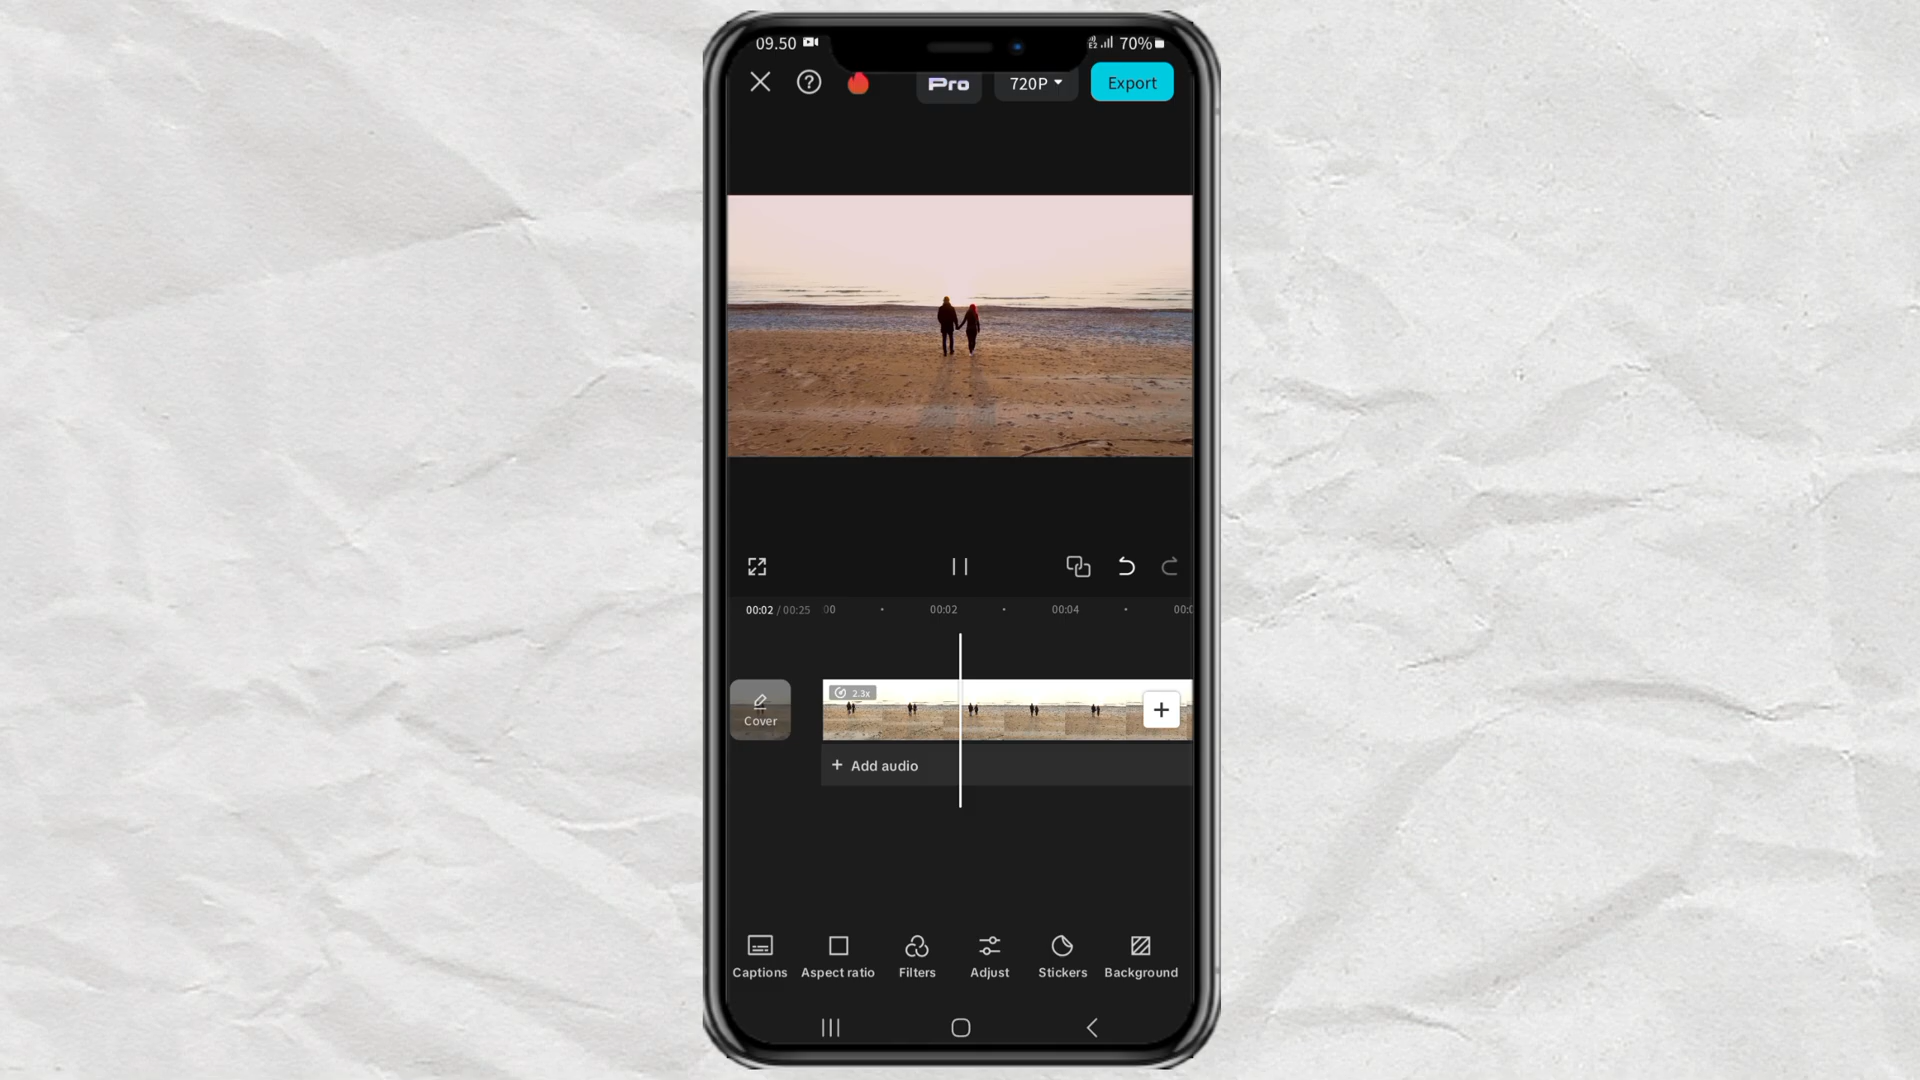 09.50 70%
Pro 720P Export
00:02 / 00:25 00 00:02 00:04
2.3x
Cover
+ Add audio
Captions Aspect ratio Filters Adjust Stickers Background